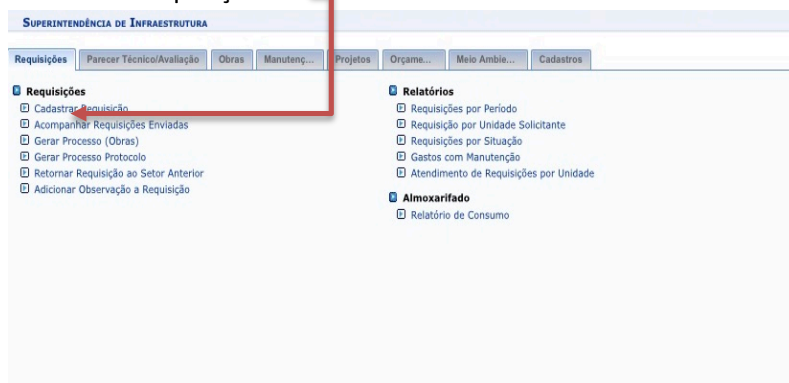 SUPERINTENDÊNCIA DE INFRAESTRUTURA
Requisições Parecer Técnico/Avaliação Obras Manutenç... Projetos Orçame... Meio Ambie... Cadastros
Requisições
Cadastrar Requisição
Acompanhar Requisições Enviadas
Gerar Processo (Obras)
Gerar Processo Protocolo
Retornar Requisição ao Setor Anterior
Adicionar Observação a Requisição
Relatórios
Requisições por Período
Requisição por Unidade Solicitante
Requisições por Situação
Gastos com Manutenção
Atendimento de Requisições por Unidade
Almoxarifado
Relatório de Consumo